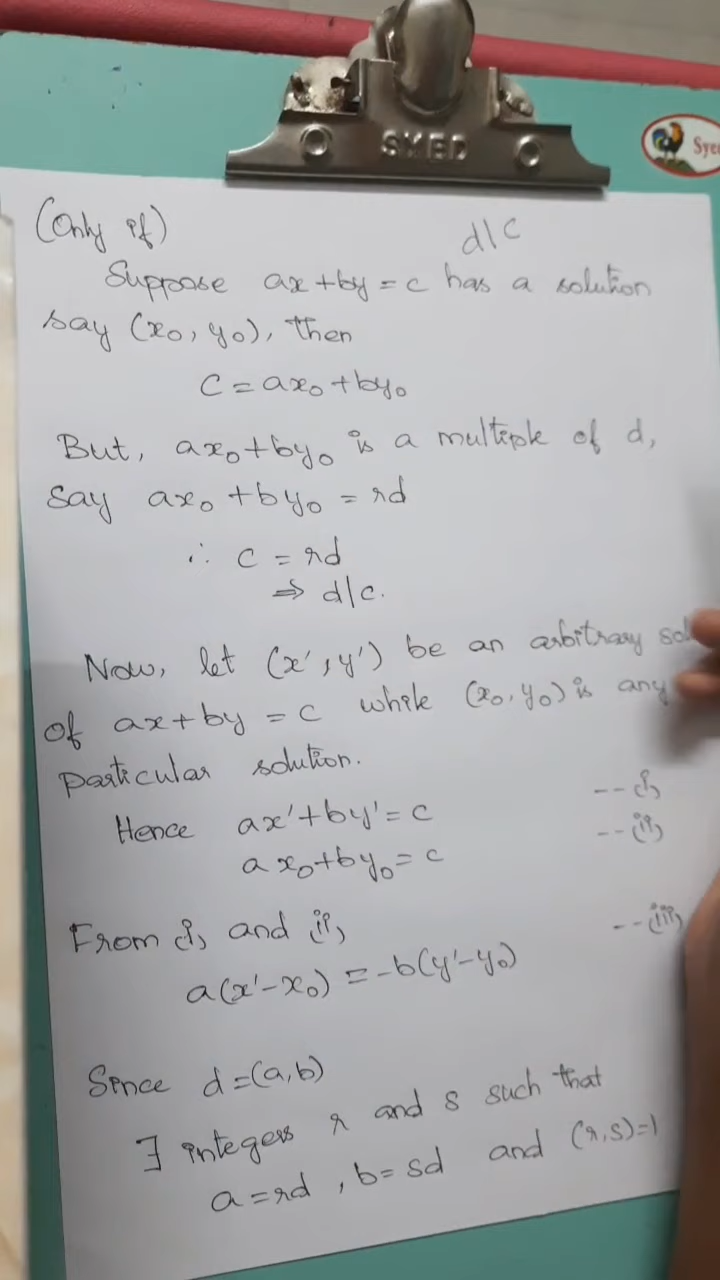 SYED
Sye
(Only if)
d|c
Suppose ax+by=c has a solution
say (x₀, y₀), then
c = ax₀+by₀
But, ax₀+by₀ is a multiple of d,
say ax₀+by₀ = rd
∴ c = rd
⇒ d|c.
Now, let (x', y') be an arbitrary sol
of ax+by = c while (x₀, y₀) is any
particular solution.
Hence ax'+by' = c --i,
ax₀+by₀ = c --ii,
From i, and ii,
a(x'-x₀) = -b(y'-y₀) --iii,
Since d=(a,b)
∃ integers r and s such that
a=rd, b=sd and (r,s)=1